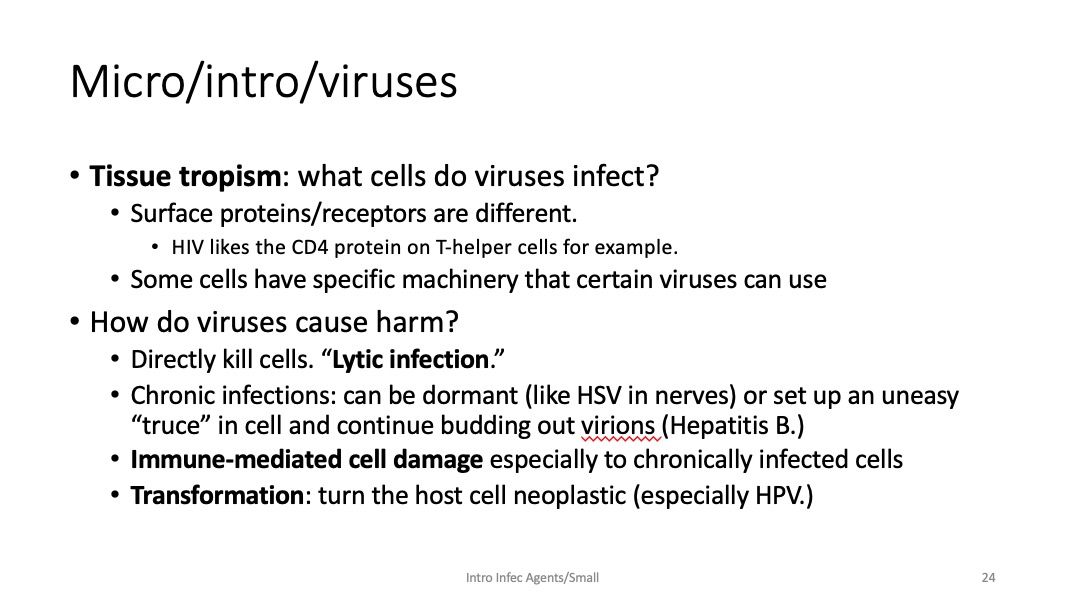 Micro/intro/viruses
• Tissue tropism: what cells do viruses infect?
• Surface proteins/receptors are different.
• HIV likes the CD4 protein on T-helper cells for example.
• Some cells have specific machinery that certain viruses can use
• How do viruses cause harm?
• Directly kill cells. “Lytic infection.”
• Chronic infections: can be dormant (like HSV in nerves) or set up an uneasy
“truce” in cell and continue budding out virions (Hepatitis B.)
• Immune-mediated cell damage especially to chronically infected cells
• Transformation: turn the host cell neoplastic (especially HPV.)
Intro Infec Agents/Small
24